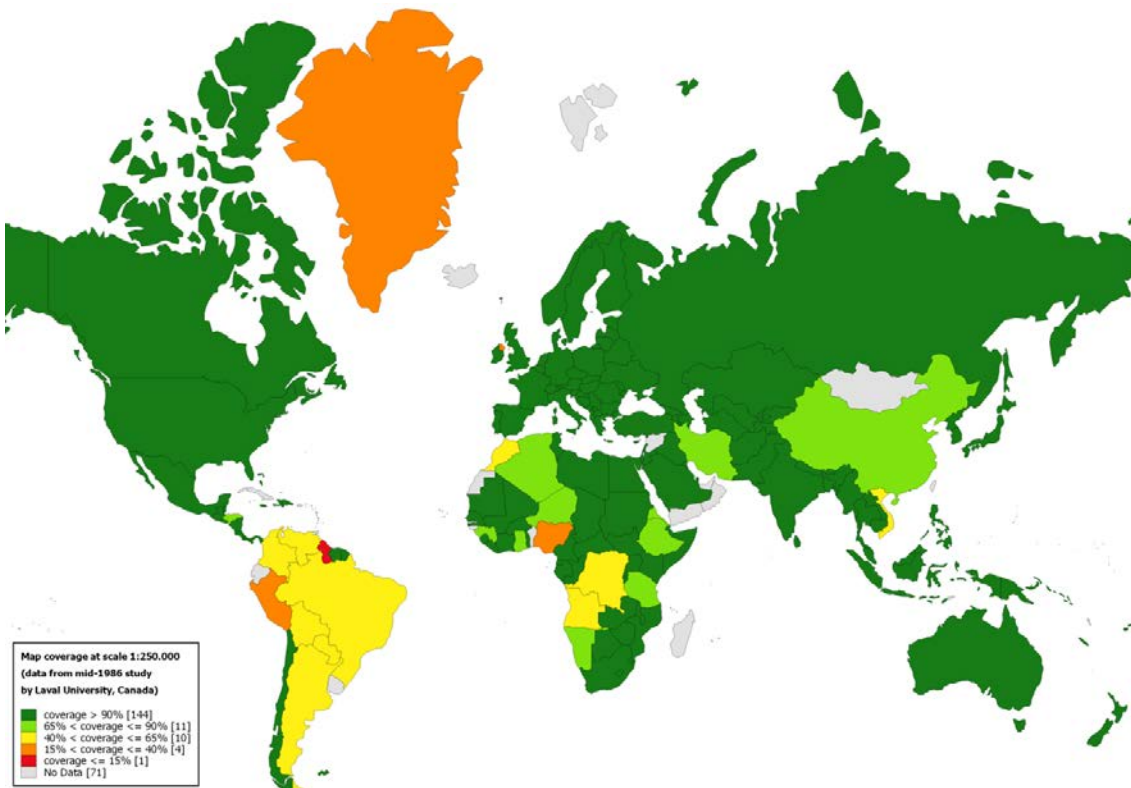 Map coverage at scale 1:250.000
(data from mid-1986 study
by Laval University, Canada)
coverage > 90% [144]
65% < coverage <= 90% [11]
40% < coverage <= 65% [10]
15% < coverage <= 40% [4]
coverage <= 15% [1]
No Data [71]